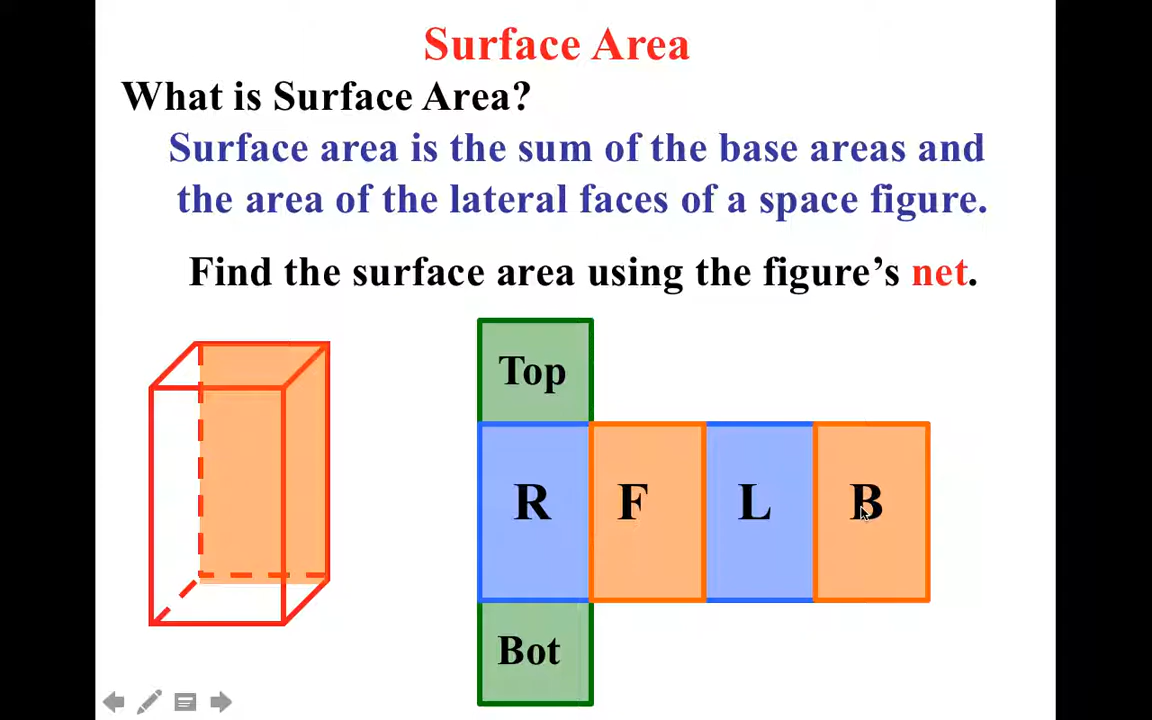 Surface Area
What is Surface Area?
Surface area is the sum of the base areas and
the area of the lateral faces of a space figure.
Find the surface area using the figure’s net.
Top
R F L B
Bot